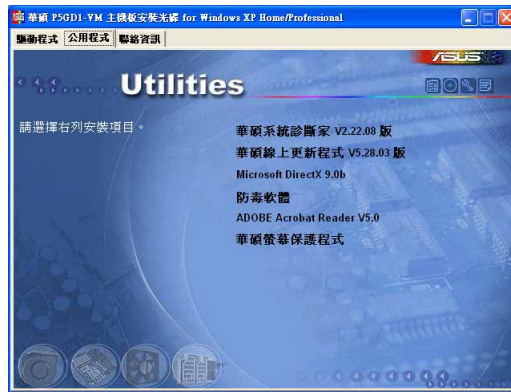 華碩 P5GD1-VM 主機板安裝光碟 for Windows XP Home/Professional
驅動程式 公用程式 聯絡資訊
ASUS
Utilities
請選擇右列安裝項目。
華碩系統診斷家 V2.22.08 版
華碩線上更新程式 V5.28.03 版
Microsoft DirectX 9.0b
防毒軟體
ADOBE Acrobat Reader V5.0
華碩螢幕保護程式